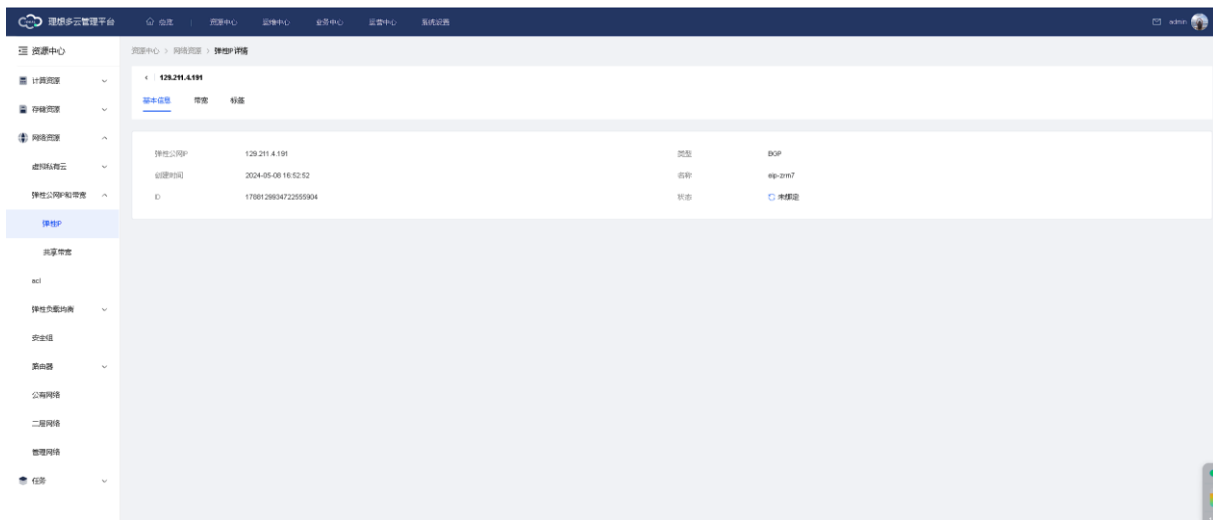 理想多云管理平台
总览
资源中心
运维中心
业务中心
运营中心
系统设置
admin
资源中心
资源中心 > 网络资源 > 弹性IP详情
计算资源
129.211.4.191
存储资源
基本信息 带宽 标签
网络资源
弹性公网IP 129.211.4.191 类型 BGP
虚拟私有云
创建时间 2024-05-08 16:52:52 名称 eip-zrm7
弹性公网IP和带宽
ID 1788129934722555904 状态 未绑定
弹性IP
共享带宽
acl
弹性负载均衡
安全组
路由器
公有网络
二层网络
管理网络
任务